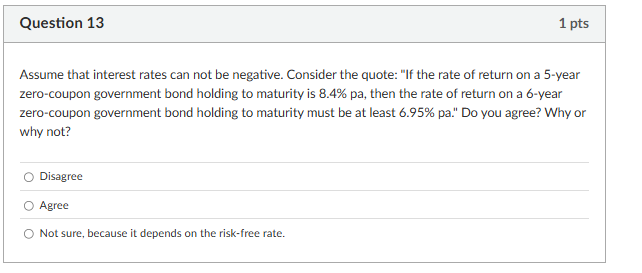 Question 13
1 pts
Assume that interest rates can not be negative. Consider the quote: "If the rate of return on a 5-year
zero-coupon government bond holding to maturity is 8.4% pa, then the rate of return on a 6-year
zero-coupon government bond holding to maturity must be at least 6.95% pa." Do you agree? Why or
why not?
Disagree
Agree
Not sure, because it depends on the risk-free rate.